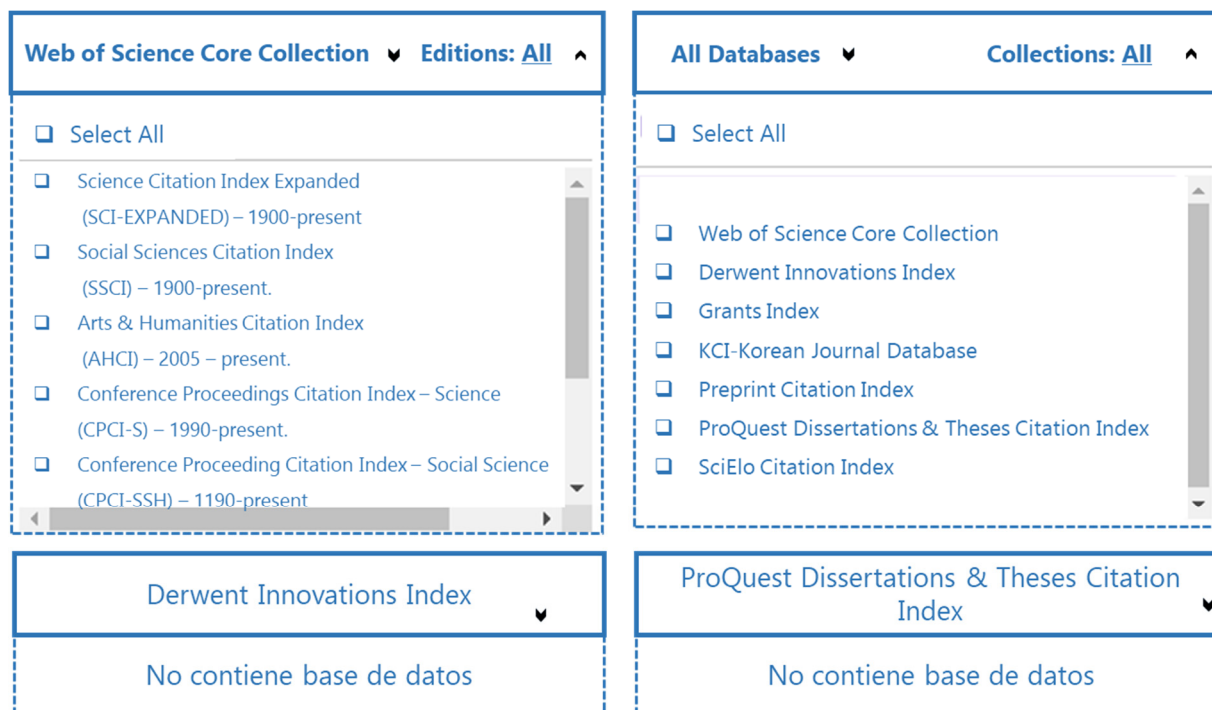 Web of Science Core Collection Editions: All
Select All
Science Citation Index Expanded
(SCI-EXPANDED) – 1900-present
Social Sciences Citation Index
(SSCI) – 1900-present.
Arts & Humanities Citation Index
(AHCI) – 2005 – present.
Conference Proceedings Citation Index – Science
(CPCI-S) – 1990-present.
Conference Proceeding Citation Index – Social Science
(CPCI-SSH) – 1190-present
All Databases Collections: All
Select All
Web of Science Core Collection
Derwent Innovations Index
Grants Index
KCI-Korean Journal Database
Preprint Citation Index
ProQuest Dissertations & Theses Citation Index
SciElo Citation Index
Derwent Innovations Index
No contiene base de datos
ProQuest Dissertations & Theses Citation
Index
No contiene base de datos